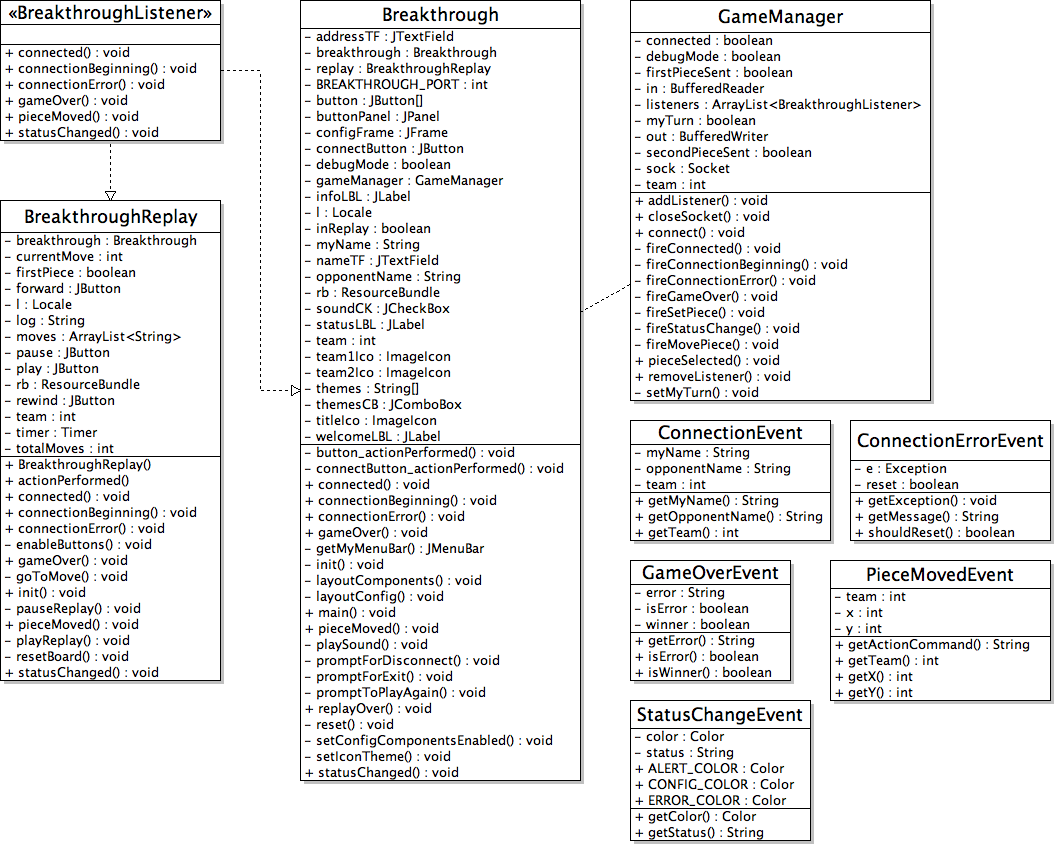 «BreakthroughListener»
+ connected() : void
+ connectionBeginning() : void
+ connectionError() : void
+ gameOver() : void
+ pieceMoved() : void
+ statusChanged() : void
BreakthroughReplay
- breakthrough : Breakthrough
- currentMove : int
- firstPiece : boolean
- forward : JButton
- l : Locale
- log : String
- moves : ArrayList<String>
- pause : JButton
- play : JButton
- rb : ResourceBundle
- rewind : JButton
- team : int
- timer : Timer
- totalMoves : int
+ BreakthroughReplay()
+ actionPerformed()
+ connected() : void
+ connectionBeginning() : void
+ connectionError() : void
- enableButtons() : void
+ gameOver() : void
- goToMove() : void
+ init() : void
- pauseReplay() : void
+ pieceMoved() : void
- playReplay() : void
- resetBoard() : void
+ statusChanged() : void
Breakthrough
- addressTF : JTextField
- breakthrough : Breakthrough
- replay : BreakthroughReplay
- BREAKTHROUGH_PORT : int
- button : JButton[]
- buttonPanel : JPanel
- configFrame : JFrame
- connectButton : JButton
- debugMode : boolean
- gameManager : GameManager
- infoLBL : JLabel
- l : Locale
- inReplay : boolean
- myName : String
- nameTF : JTextField
- opponentName : String
- rb : ResourceBundle
- soundCK : JCheckBox
- statusLBL : JLabel
- team : int
- team1Ico : ImageIcon
- team2Ico : ImageIcon
- themes : String[]
- themesCB : JComboBox
- titleIco : ImageIcon
- welcomeLBL : JLabel
- button_actionPerformed() : void
- connectButton_actionPerformed() : void
+ connected() : void
+ connectionBeginning() : void
+ connectionError() : void
+ gameOver() : void
- getMyMenuBar() : JMenuBar
- init() : void
- layoutComponents() : void
- layoutConfig() : void
+ main() : void
+ pieceMoved() : void
- playSound() : void
- promptForDisconnect() : void
- promptForExit() : void
- promptToPlayAgain() : void
+ replayOver() : void
- reset() : void
- setConfigComponentsEnabled() : void
- setIconTheme() : void
+ statusChanged() : void
GameManager
- connected : boolean
- debugMode : boolean
- firstPieceSent : boolean
- in : BufferedReader
- listeners : ArrayList<BreakthroughListener>
- myTurn : boolean
- out : BufferedWriter
- secondPieceSent : boolean
- sock : Socket
- team : int
+ addListener() : void
+ closeSocket() : void
+ connect() : void
- fireConnected() : void
- fireConnectionBeginning() : void
- fireConnectionError() : void
- fireGameOver() : void
- fireSetPiece() : void
- fireStatusChange() : void
- fireMovePiece() : void
+ pieceSelected() : void
+ removeListener() : void
- setMyTurn() : void
ConnectionEvent
- myName : String
- opponentName : String
- team : int
+ getMyName() : String
+ getOpponentName() : String
+ getTeam() : int
ConnectionErrorEvent
- e : Exception
- reset : boolean
+ getException() : void
+ getMessage() : String
+ shouldReset() : boolean
GameOverEvent
- error : String
- isError : boolean
- winner : boolean
+ getError() : String
+ isError() : boolean
+ isWinner() : boolean
PieceMovedEvent
- team : int
- x : int
- y : int
+ getActionCommand() : String
+ getTeam() : int
+ getX() : int
+ getY() : int
StatusChangeEvent
- color : Color
- status : String
+ ALERT_COLOR : Color
+ CONFIG_COLOR : Color
+ ERROR_COLOR : Color
+ getColor() : Color
+ getStatus() : String